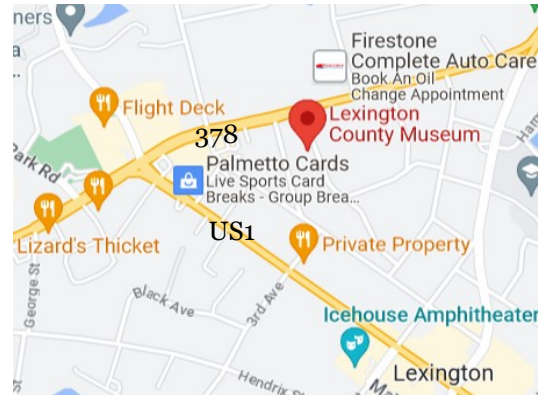 ners
Firestone
Complete Auto Care
Book An Oil
Change Appointment
a
Flight Deck
Lexington
County Museum
378
Park Rd
Palmetto Cards
Live Sports Card
Breaks - Group Brea...
US1
Lizard's Thicket
Private Property
George St
Black Ave
3rd Ave
Icehouse Amphitheater
Hendrix St
Lexington